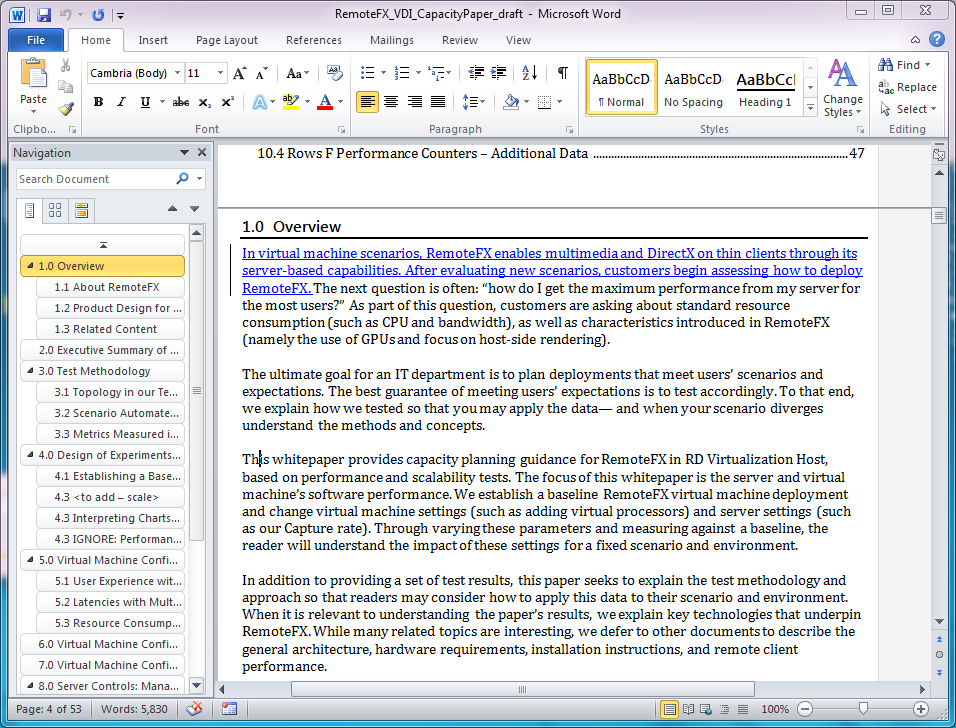 RemoteFX_VDI_CapacityPaper_draft - Microsoft Word
File Home Insert Page Layout References Mailings Review View
Paste
Cambria (Body) 11
AaBbCcD AaBbCcD AaBbCcI
¶ Normal No Spacing Heading 1
Change Styles
Find
Replace
Select
Clipbo... Font Paragraph Styles Editing
Navigation
Search Document
1.0 Overview
1.1 About RemoteFX
1.2 Product Design for ...
1.3 Related Content
2.0 Executive Summary of ...
3.0 Test Methodology
3.1 Topology in our Te...
3.2 Scenario Automate...
3.3 Metrics Measured i...
4.0 Design of Experiments...
4.1 Establishing a Base...
4.3 <to add – scale>
4.3 Interpreting Charts...
4.3 IGNORE: Performan...
5.0 Virtual Machine Confi...
5.1 User Experience wit...
5.2 Latencies with Mult...
5.3 Resource Consump...
6.0 Virtual Machine Confi...
7.0 Virtual Machine Confi...
8.0 Server Controls: Mana...
10.4 Rows F Performance Counters – Additional Data ........................................................................................47
1.0 Overview
In virtual machine scenarios, RemoteFX enables multimedia and DirectX on thin clients through its
server-based capabilities. After evaluating new scenarios, customers begin assessing how to deploy
RemoteFX. The next question is often: “how do I get the maximum performance from my server for
the most users?” As part of this question, customers are asking about standard resource
consumption (such as CPU and bandwidth), as well as characteristics introduced in RemoteFX
(namely the use of GPUs and focus on host-side rendering).
The ultimate goal for an IT department is to plan deployments that meet users’ scenarios and
expectations. The best guarantee of meeting users’ expectations is to test accordingly. To that end,
we explain how we tested so that you may apply the data— and when your scenario diverges
understand the methods and concepts.
This whitepaper provides capacity planning guidance for RemoteFX in RD Virtualization Host,
based on performance and scalability tests. The focus of this whitepaper is the server and virtual
machine’s software performance. We establish a baseline RemoteFX virtual machine deployment
and change virtual machine settings (such as adding virtual processors) and server settings (such
as our Capture rate). Through varying these parameters and measuring against a baseline, the
reader will understand the impact of these settings for a fixed scenario and environment.
In addition to providing a set of test results, this paper seeks to explain the test methodology and
approach so that readers may consider how to apply this data to their scenario and environment.
When it is relevant to understanding the paper’s results, we explain key technologies that underpin
RemoteFX. While many related topics are interesting, we defer to other documents to describe the
general architecture, hardware requirements, installation instructions, and remote client
performance.
Page: 4 of 53 Words: 5,830 100%